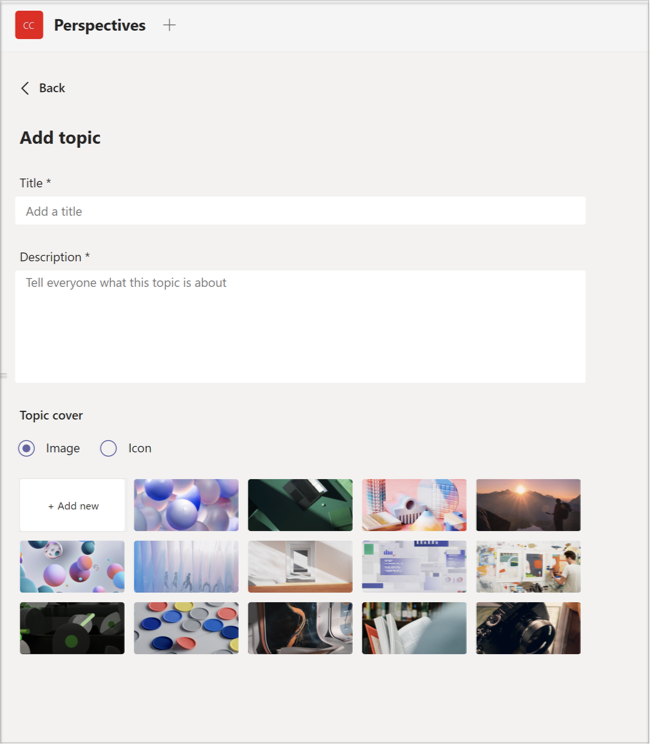 CC Perspectives
Back
Add topic
Title *
Add a title
Description *
Tell everyone what this topic is about
Topic cover
Image Icon
+ Add new